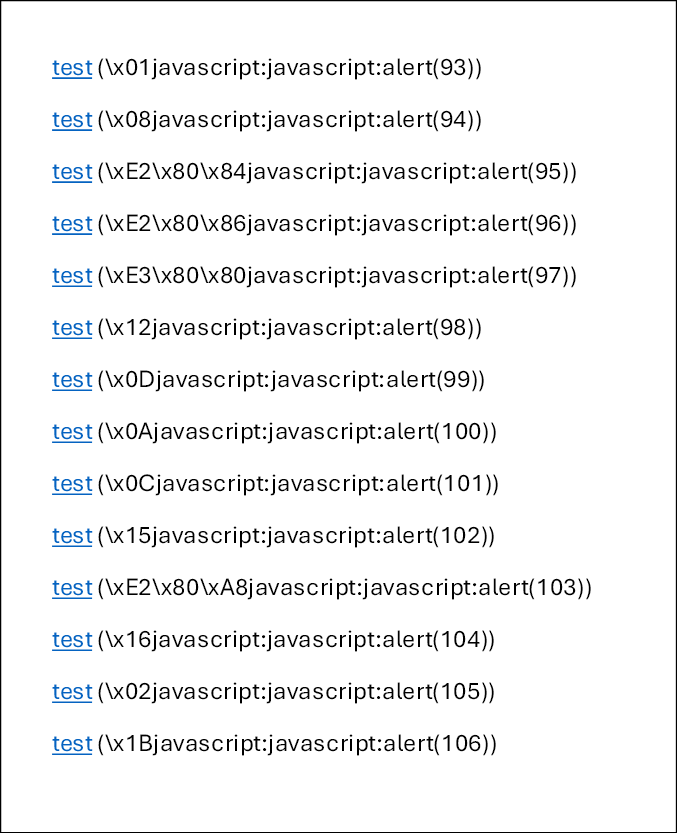 test (\x01javascript:javascript:alert(93))
test (\x08javascript:javascript:alert(94))
test (\xE2\x80\x84javascript:javascript:alert(95))
test (\xE2\x80\x86javascript:javascript:alert(96))
test (\xE3\x80\x80javascript:javascript:alert(97))
test (\x12javascript:javascript:alert(98))
test (\x0Djavascript:javascript:alert(99))
test (\x0Ajavascript:javascript:alert(100))
test (\x0Cjavascript:javascript:alert(101))
test (\x15javascript:javascript:alert(102))
test (\xE2\x80\xA8javascript:javascript:alert(103))
test (\x16javascript:javascript:alert(104))
test (\x02javascript:javascript:alert(105))
test (\x1Bjavascript:javascript:alert(106))